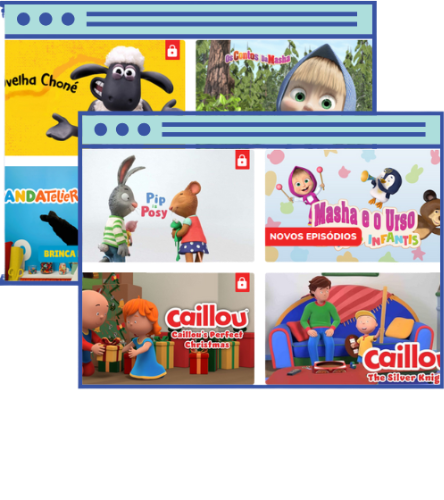 velha Choné
Os Contos da Masha
ANDATELIER
BRINCA
Pip
Posy
Masha e o Urso
NOVOS EPISÓDIOS
INFANTIS
Caillou
Caillou's Perfect
Christmas
Caillo
The Silver Knig